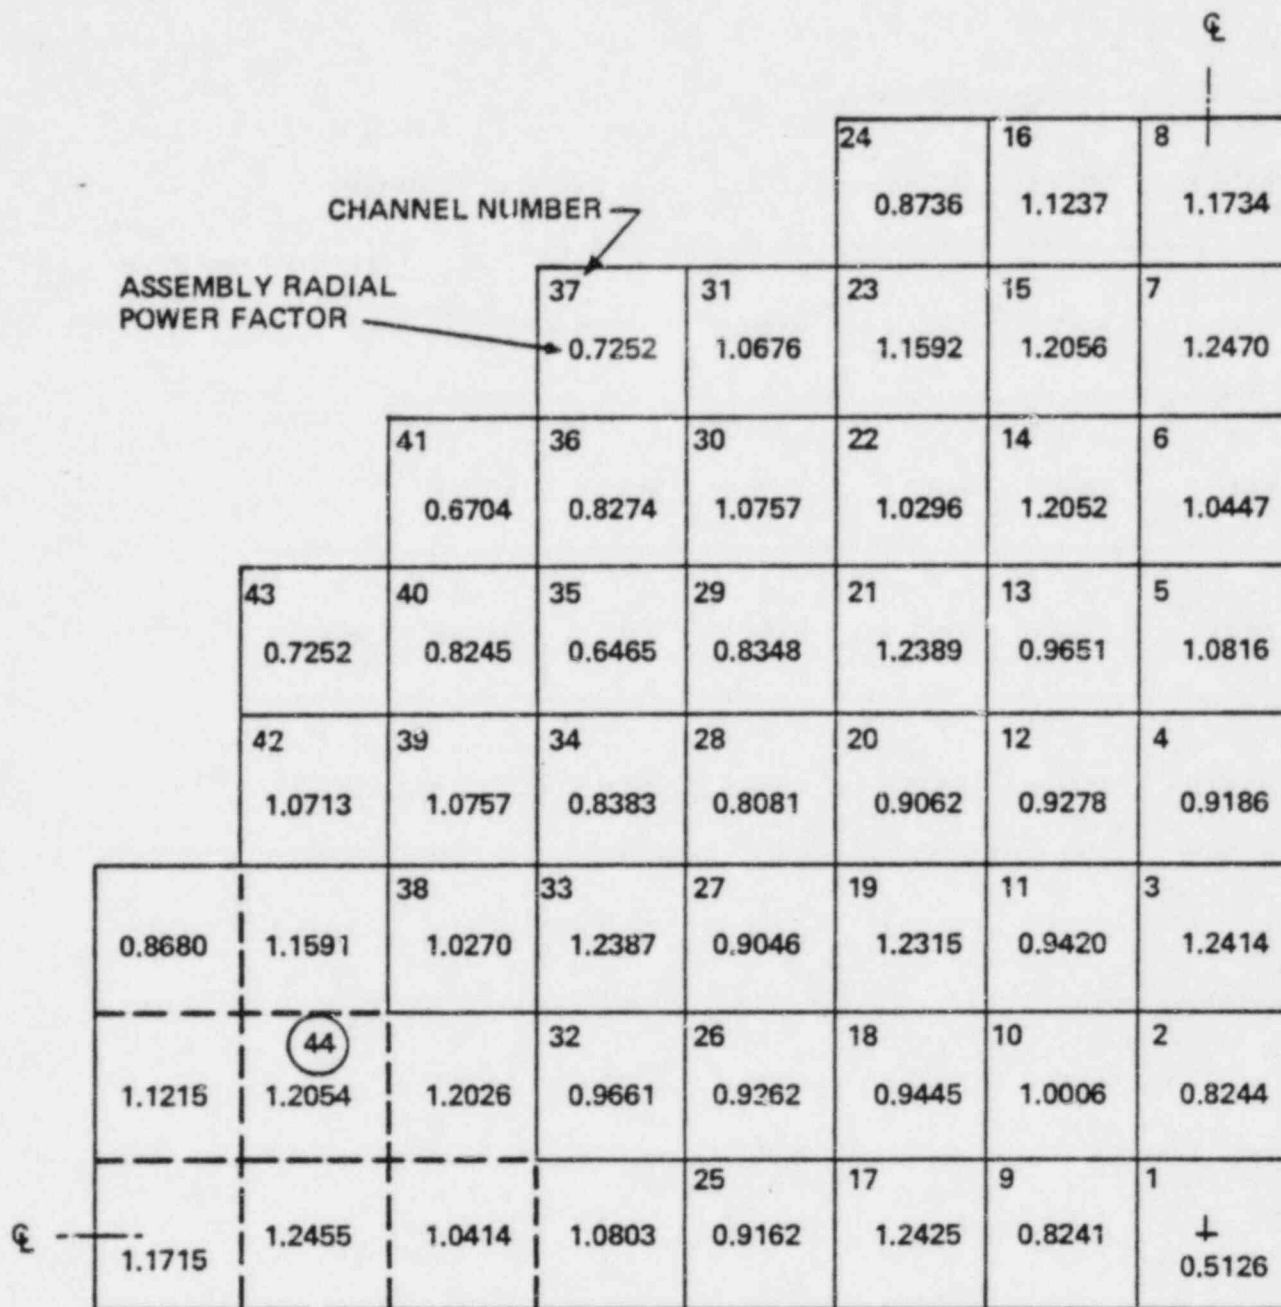 ℄
24 16 8
0.8736 1.1237 1.1734
CHANNEL NUMBER
ASSEMBLY RADIAL
POWER FACTOR
37 31 23 15 7
0.7252 1.0676 1.1592 1.2056 1.2470
41 36 30 22 14 6
0.6704 0.8274 1.0757 1.0296 1.2052 1.0447
43 40 35 29 21 13 5
0.7252 0.8245 0.6465 0.8348 1.2389 0.9651 1.0816
42 39 34 28 20 12 4
1.0713 1.0757 0.8383 0.8081 0.9062 0.9278 0.9186
38 33 27 19 11 3
0.8680 1.1591 1.0270 1.2387 0.9046 1.2315 0.9420 1.2414
44 32 26 18 10 2
1.1215 1.2054 1.2026 0.9661 0.9262 0.9445 1.0006 0.8244
25 17 9 1
℄ 1.1715 1.2455 1.0414 1.0803 0.9162 1.2425 0.8241 0.5126